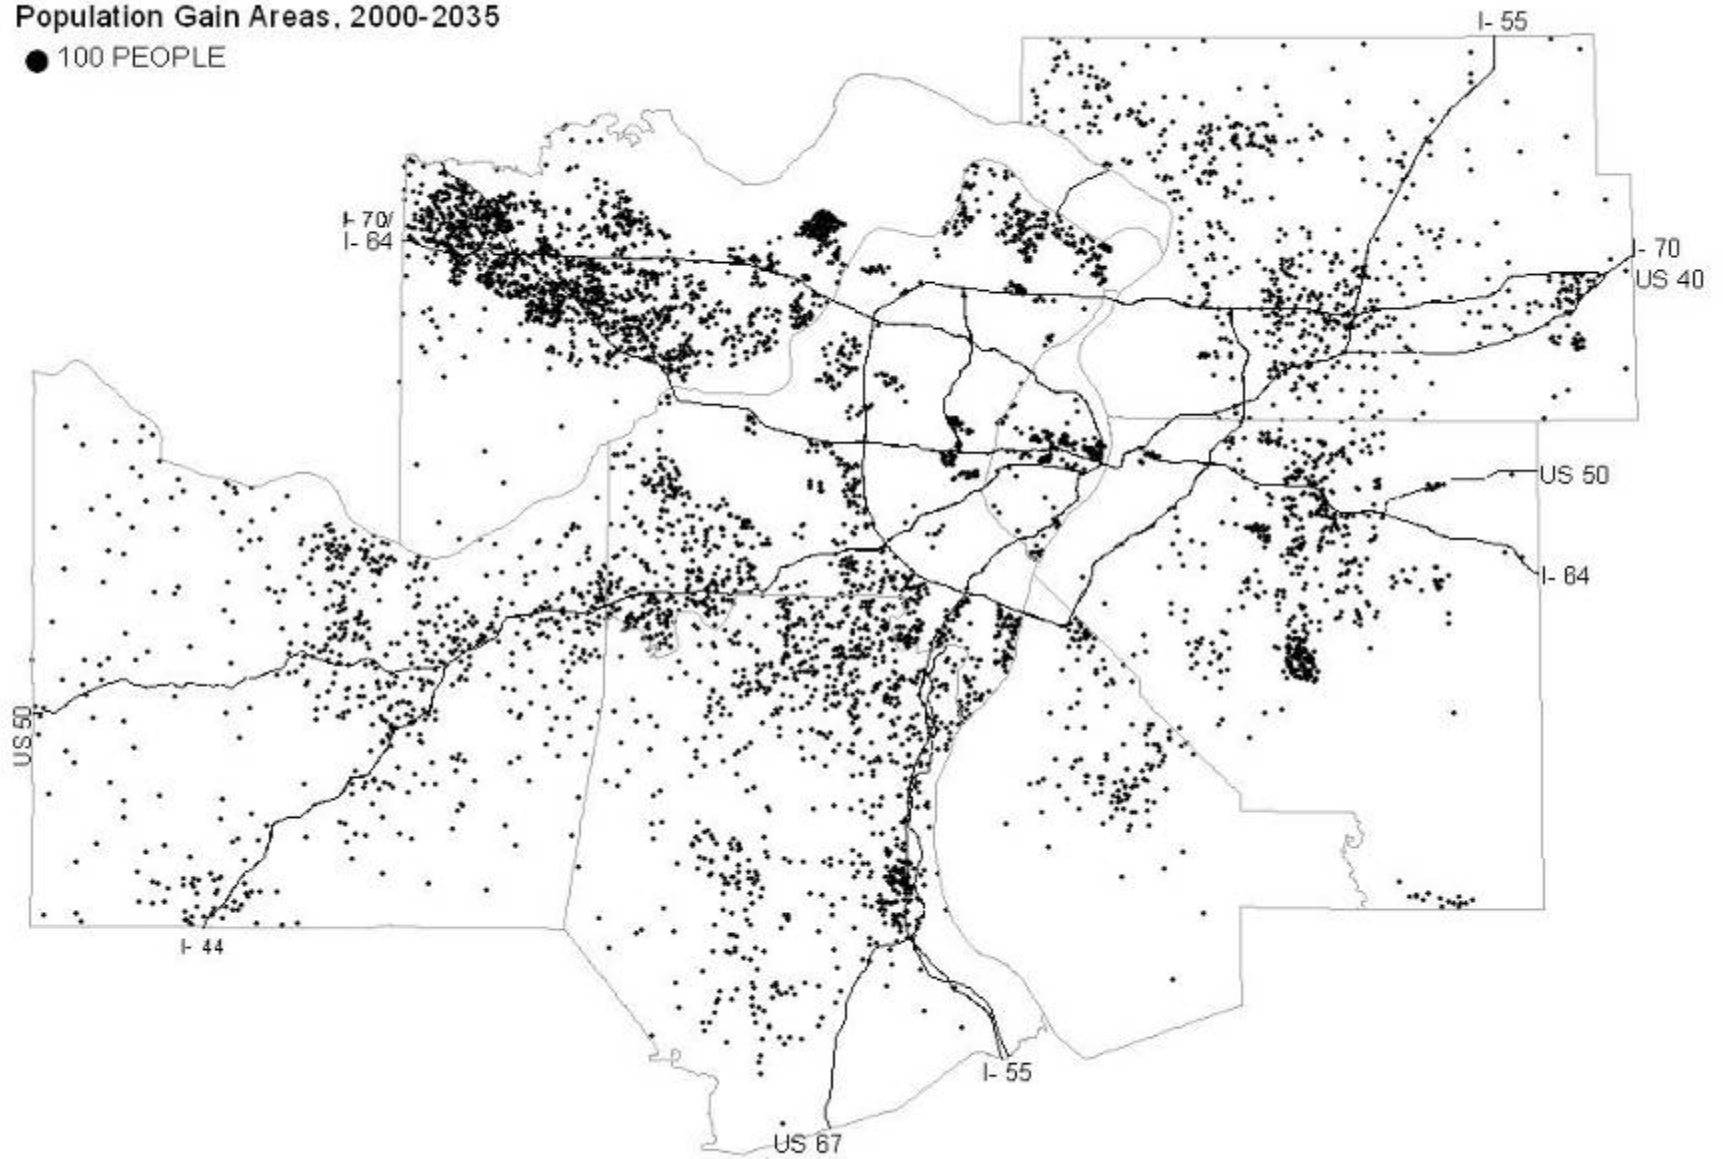 Population Gain Areas, 2000-2035
100 PEOPLE
I- 55
I- 70/
I- 64
I- 70
US 40
US 50
I- 64
US 50
I- 44
I- 55
US 67